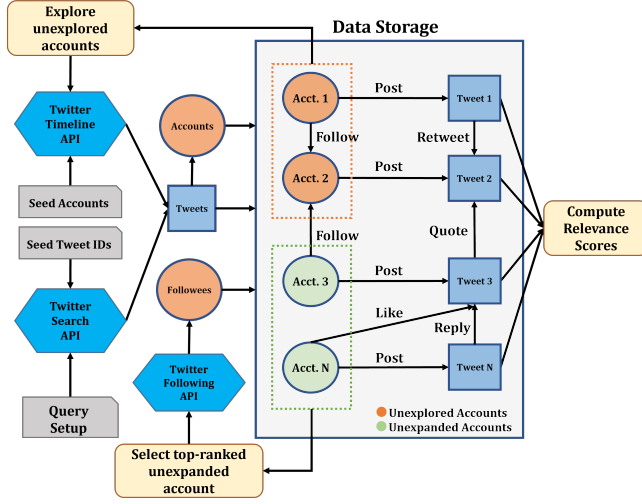 Explore
unexplored
accounts
Data Storage
Twitter
Timeline
API
Accounts
Acct. 1
Post
Tweet 1
Follow
Retweet
Seed Accounts
Tweets
Acct. 2
Post
Tweet 2
Seed Tweet IDs
Follow
Quote
Compute
Relevance
Scores
Twitter
Search
API
Followees
Acct. 3
Post
Tweet 3
Like
Reply
Twitter
Following
API
Acct. N
Post
Tweet N
Query
Setup
Unexplored Accounts
Unexpanded Accounts
Select top-ranked
unexpanded
account